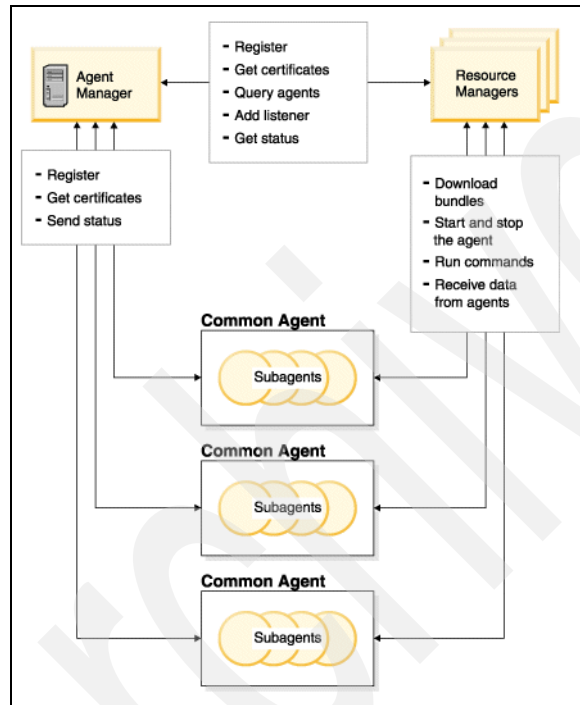 Agent
Manager
- Register
- Get certificates
- Query agents
- Add listener
- Get status
Resource
Managers
- Register
- Get certificates
- Send status
- Download
bundles
- Start and stop
the agent
- Run commands
- Receive data
from agents
Common Agent
Subagents
Common Agent
Subagents
Common Agent
Subagents